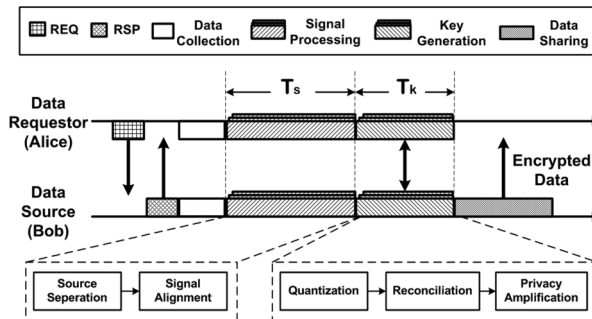 REQ
RSP
Data
Collection
Signal
Processing
Key
Generation
Data
Sharing
Ts
Tk
Data
Requestor
(Alice)
Encrypted
Data
Data
Source
(Bob)
Source
Seperation
Signal
Alignment
Quantization
Reconciliation
Privacy
Amplification